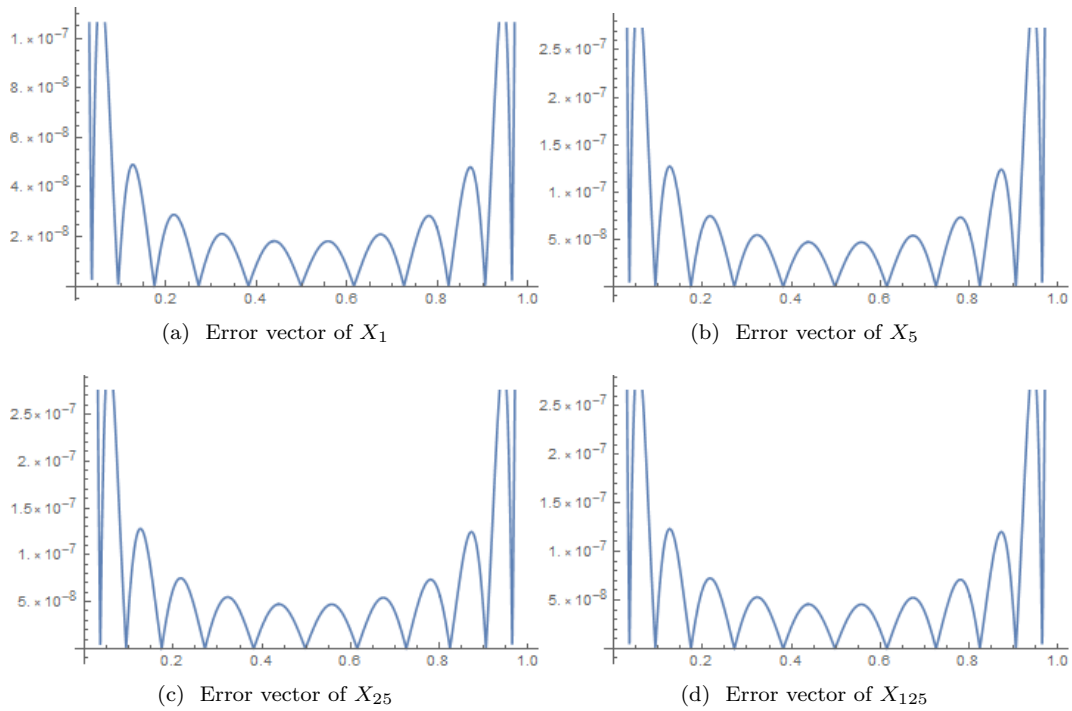 1. × 10^-7
8. × 10^-8
6. × 10^-8
4. × 10^-8
2. × 10^-8
0.2 0.4 0.6 0.8 1.0
(a) Error vector of X_1
2.5 × 10^-7
2. × 10^-7
1.5 × 10^-7
1. × 10^-7
5. × 10^-8
0.2 0.4 0.6 0.8 1.0
(b) Error vector of X_5
2.5 × 10^-7
2. × 10^-7
1.5 × 10^-7
1. × 10^-7
5. × 10^-8
0.2 0.4 0.6 0.8 1.0
(c) Error vector of X_25
2.5 × 10^-7
2. × 10^-7
1.5 × 10^-7
1. × 10^-7
5. × 10^-8
0.2 0.4 0.6 0.8 1.0
(d) Error vector of X_125